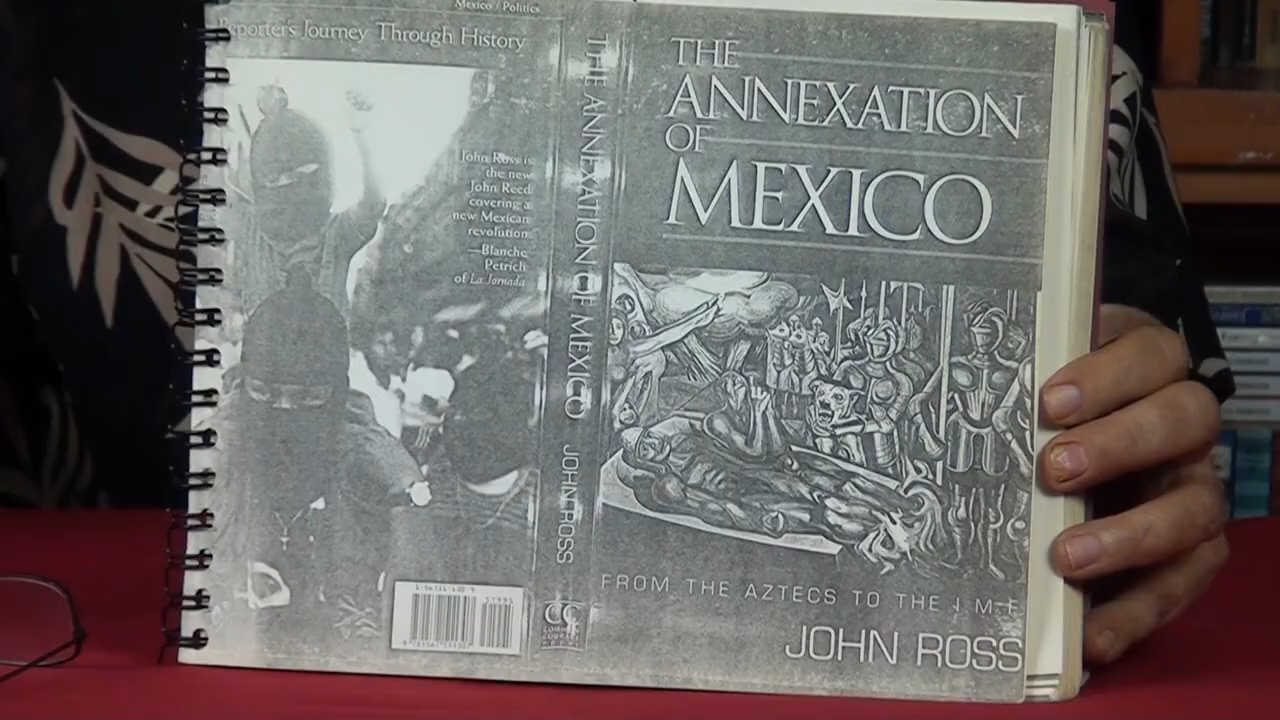 Mexico / Politics
Reporter's Journey Through History
John Ross is
the new
John Reed
covering a
new Mexican
revolution.
—Blanche
Petrich
of La Jornada
51995
THE ANNEXATION OF MEXICO JOHN ROSS
CC
THE
ANNEXATION
OF
MEXICO
FROM THE AZTECS TO THE I.M.F.
JOHN ROSS